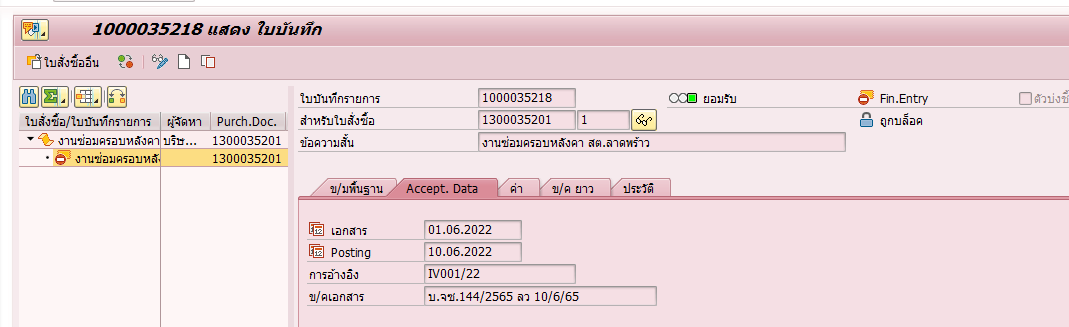 1000035218 แสดง ใบบันทึก
ใบสั่งซื้ออื่น
ใบสั่งซื้อ/ใบบันทึกรายการ ผู้จัดหา Purch.Doc.
งานซ่อมครอบหลังคา บริษ... 1300035201
งานซ่อมครอบหลัง 1300035201
ใบบันทึกรายการ 1000035218 ยอมรับ Fin.Entry ตัวบ่งชี้
สำหรับใบสั่งซื้อ 1300035201 1 ถูกบล็อค
ข้อความสั้น งานซ่อมครอบหลังคา สต.ลาดพร้าว
ข/มพื้นฐาน Accept. Data ค่า ข/ค ยาว ประวัติ
เอกสาร 01.06.2022
Posting 10.06.2022
การอ้างอิง IV001/22
ข/คเอกสาร บ.จซ.144/2565 ลว 10/6/65